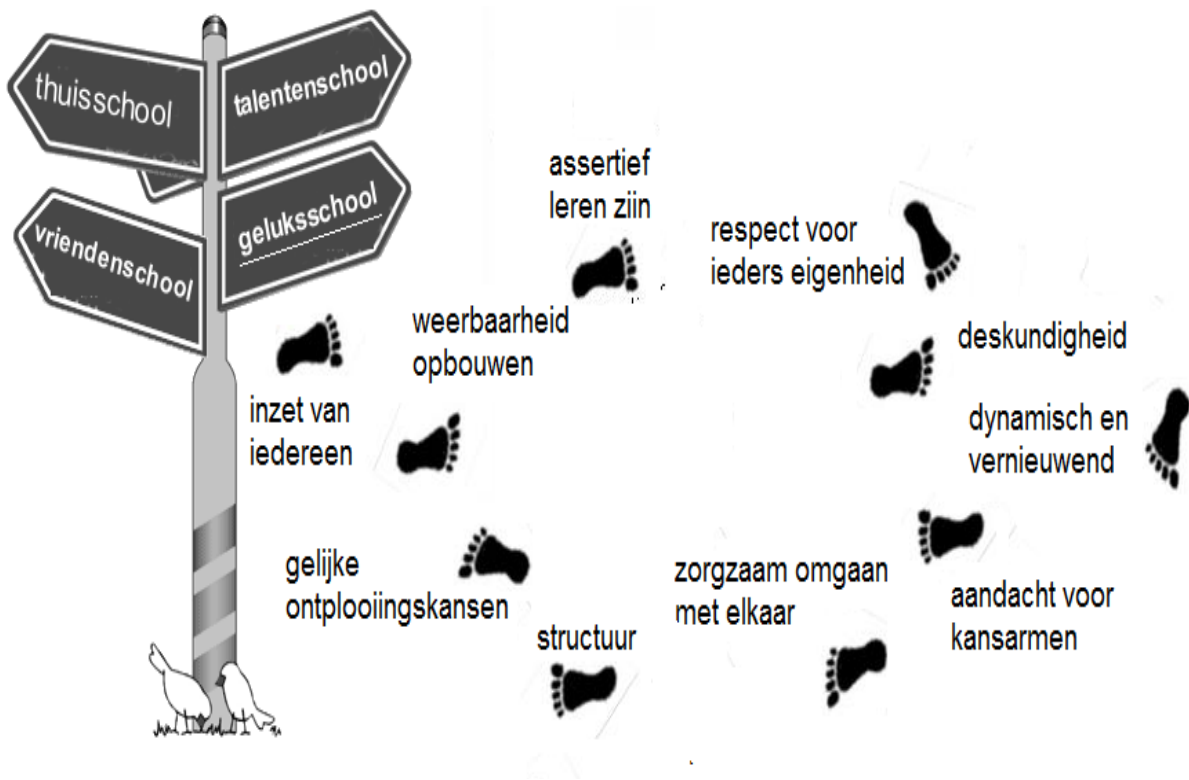 thuisschool
talentenschool
vriendenschool
geluksschool
assertief
leren zijn
respect voor
ieders eigenheid
weerbaarheid
opbouwen
deskundigheid
inzet van
iedereen
dynamisch en
vernieuwend
gelijke
ontplooiingskansen
zorgzaam omgaan
met elkaar
aandacht voor
kansarmen
structuur